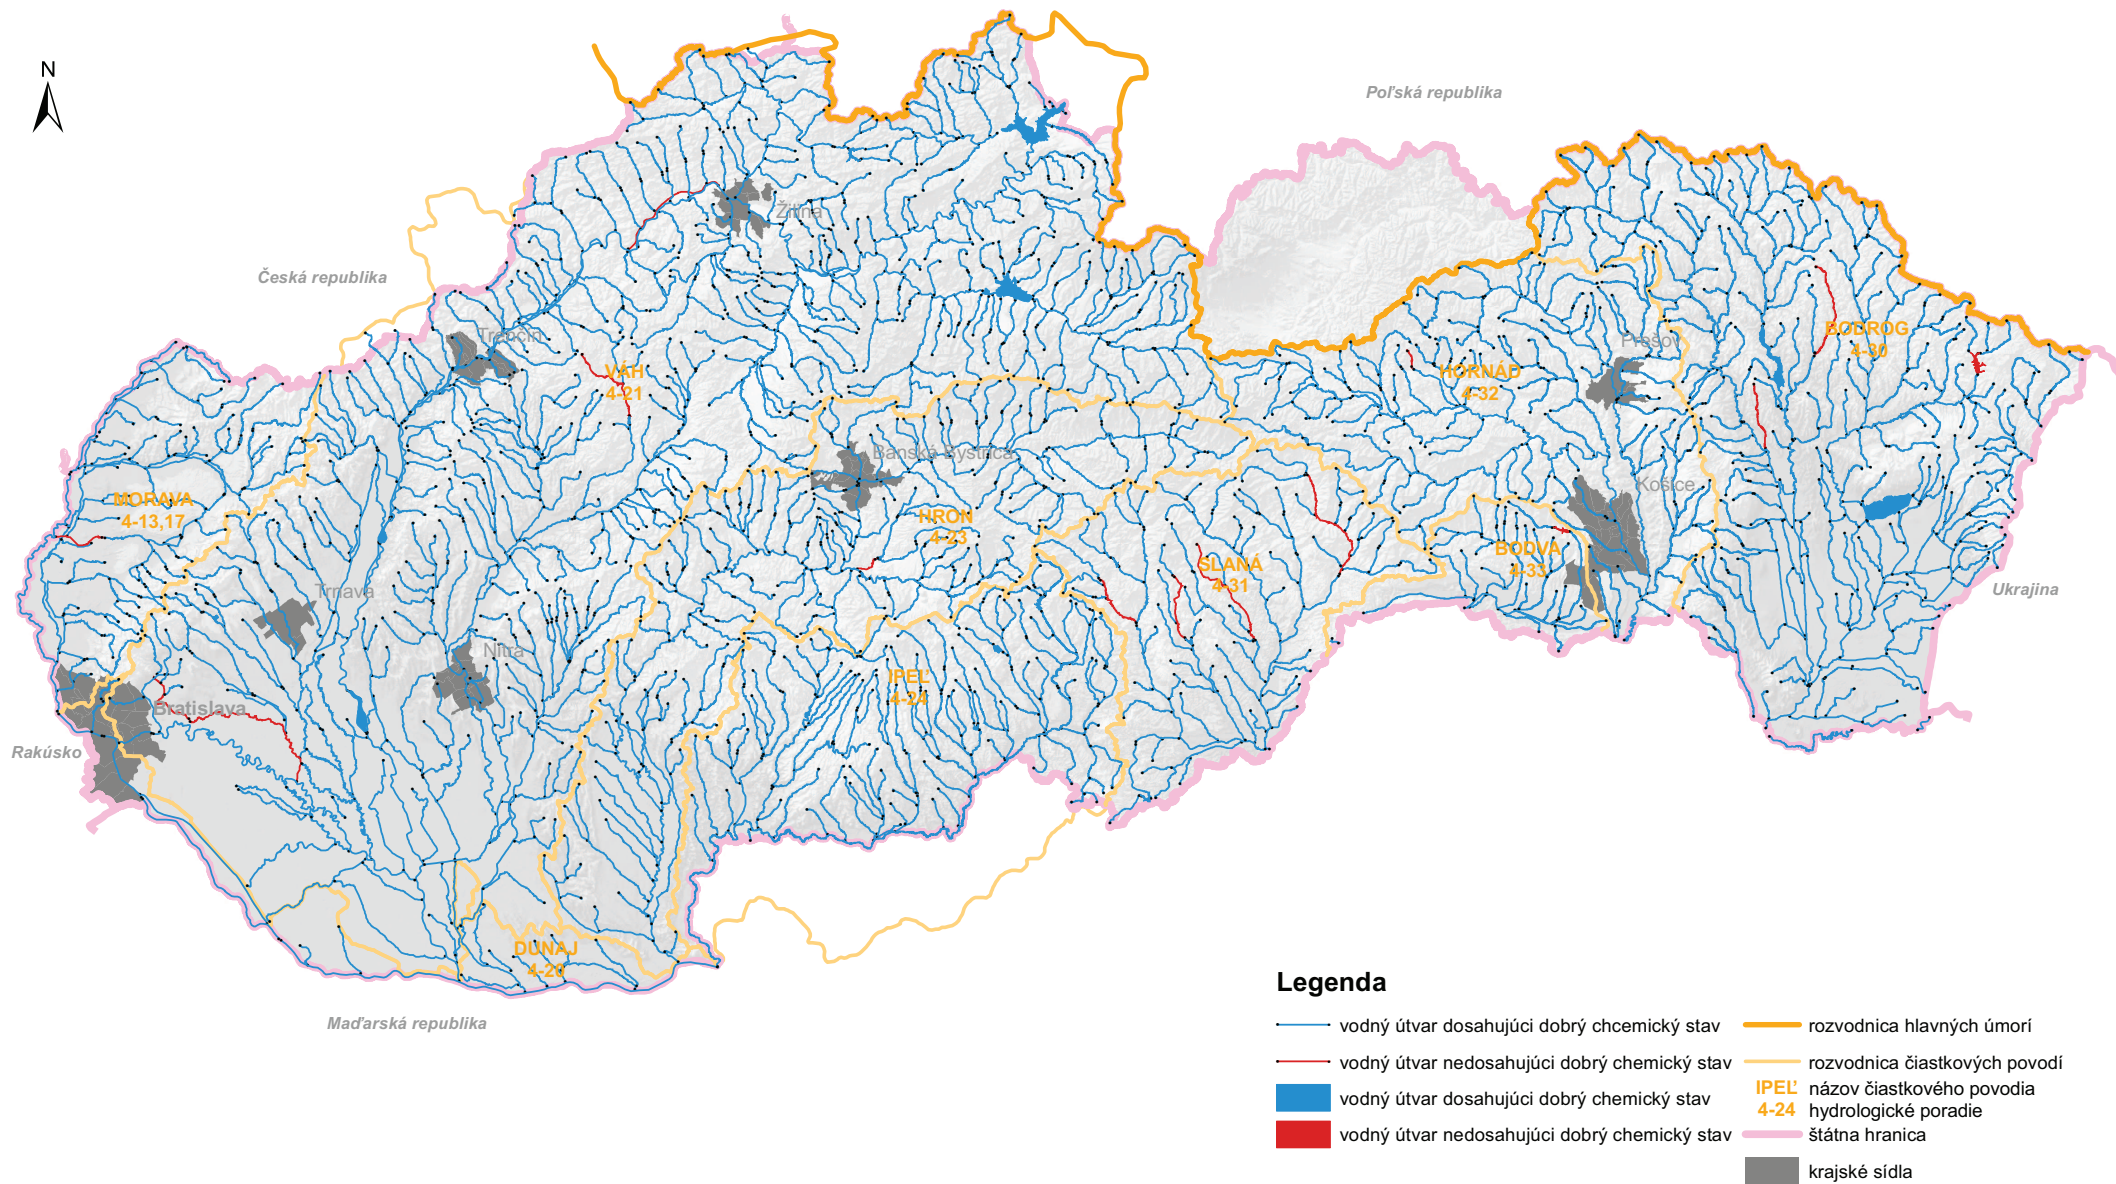 N
Poľská republika
Česká republika
Žilina
Trenčín
VÁH
4-21
BODROG
4-30
Prešov
HORNÁD
4-32
Banská Bystrica
Košice
MORAVA
4-13,17
HRON
4-23
BODVA
4-33
SLANÁ
4-31
Ukrajina
Trnava
Nitra
IPEĽ
4-24
Bratislava
Rakúsko
DUNAJ
4-20
Maďarská republika
Legenda
vodný útvar dosahujúci dobrý chcemický stav
vodný útvar nedosahujúci dobrý chemický stav
vodný útvar dosahujúci dobrý chemický stav
vodný útvar nedosahujúci dobrý chemický stav
rozvodnica hlavných úmorí
rozvodnica čiastkových povodí
IPEĽ názov čiastkového povodia
4-24 hydrologické poradie
štátna hranica
krajské sídla